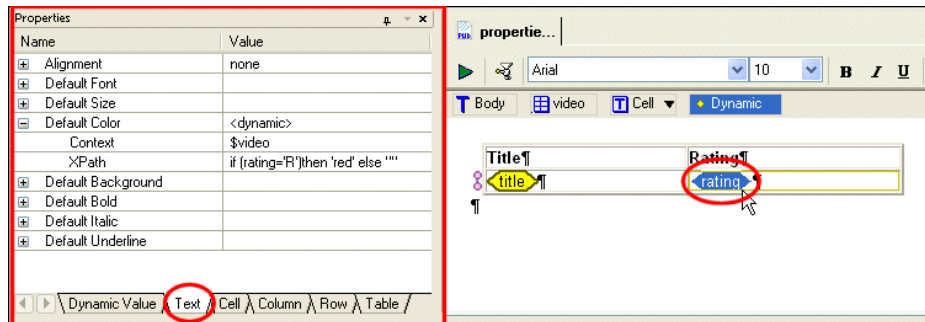 Properties
Name Value
Alignment none
Default Font
Default Size
Default Color <dynamic>
Context $video
XPath if (rating='R')then 'red' else ""
Default Background
Default Bold
Default Italic
Default Underline
Dynamic Value Text Cell Column Row Table
propertie...
Arial 10 B I U
Body video Cell Dynamic
Title¶ Rating¶
title ¶ rating ¶
¶